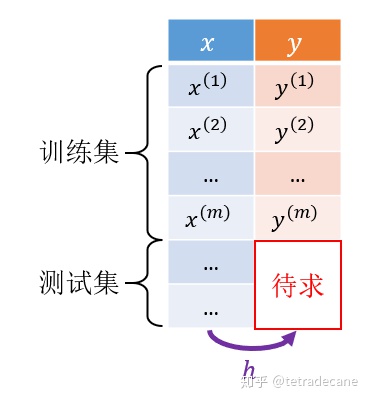 x y
x⁽¹⁾ y⁽¹⁾
x⁽²⁾ y⁽²⁾
训练集
... ...
x⁽ᵐ⁾ y⁽ᵐ⁾
测试集
...
待求
...
h
知乎 @tetradecane